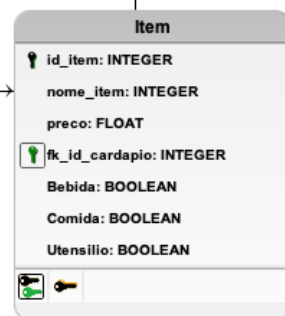 Item
id_item: INTEGER
nome_item: INTEGER
preco: FLOAT
fk_id_cardapio: INTEGER
Bebida: BOOLEAN
Comida: BOOLEAN
Utensilio: BOOLEAN